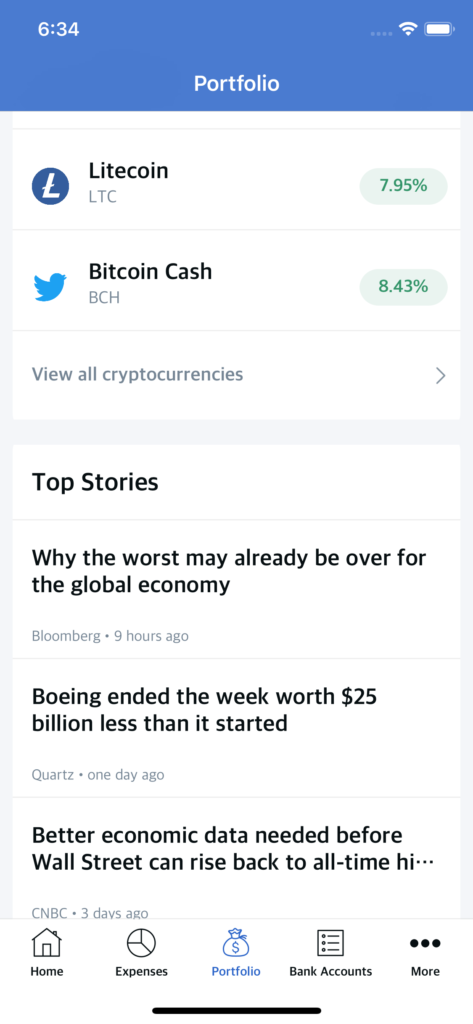 6:34
Portfolio
Litecoin
LTC
7.95%
Bitcoin Cash
BCH
8.43%
View all cryptocurrencies
Top Stories
Why the worst may already be over for
the global economy
Bloomberg • 9 hours ago
Boeing ended the week worth $25
billion less than it started
Quartz • one day ago
Better economic data needed before
Wall Street can rise back to all-time hi···
CNBC • 3 days ago
Home
Expenses
Portfolio
Bank Accounts
More